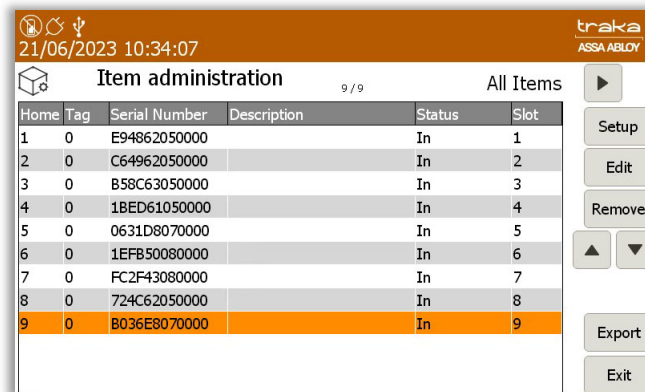 traka
21/06/2023 10:34:07 ASSA ABLOY
Item administration 9/9 All Items
Home Tag Serial Number Description Status Slot
1 0 E94862050000 In 1
2 0 C64962050000 In 2
3 0 B58C63050000 In 3
4 0 1BED61050000 In 4
5 0 0631D8070000 In 5
6 0 1EFB50080000 In 6
7 0 FC2F43080000 In 7
8 0 724C62050000 In 8
9 0 B036E8070000 In 9
Setup
Edit
Remove
Export
Exit